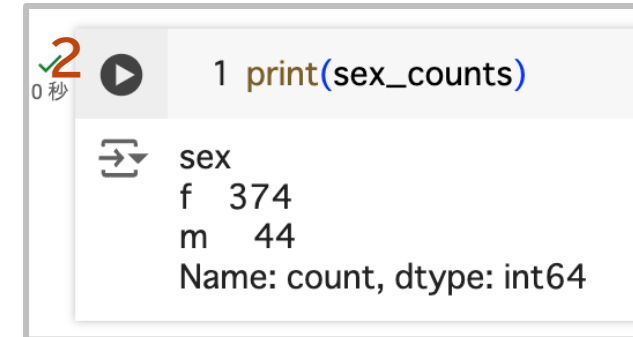 2
0 秒
1 print(sex_counts)
sex
f 374
m 44
Name: count, dtype: int64